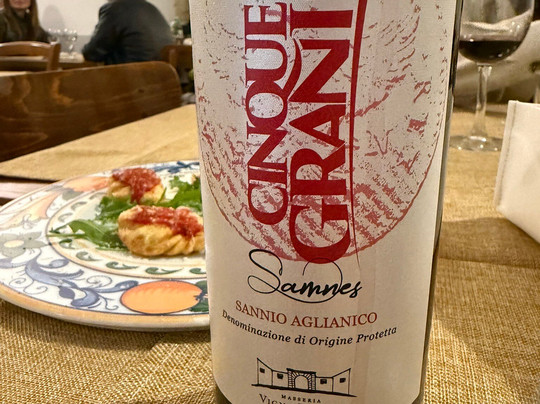 CINQUE
GRANI
Samnes
SANNIO AGLIANICO
Denominazione di Origine Protetta
MASSERIA